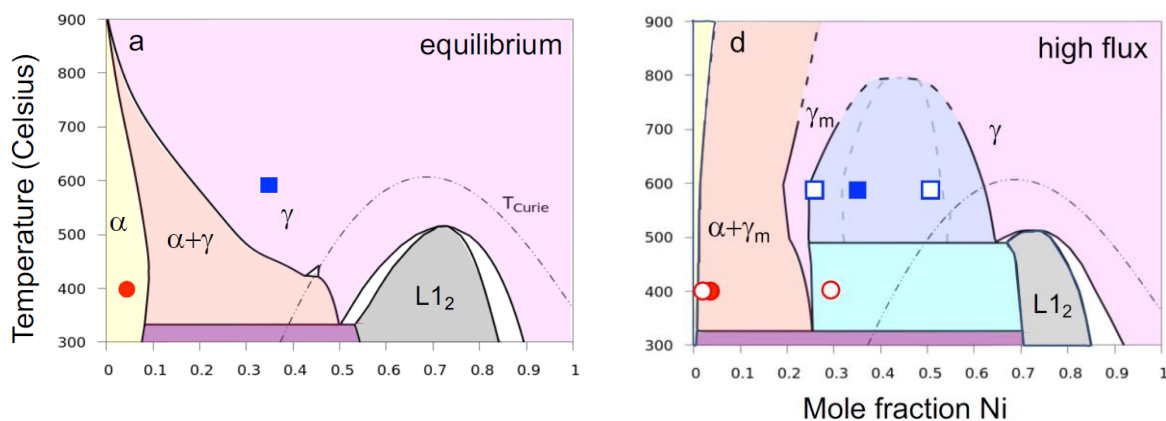 a
equilibrium
900
800
700
600
500
400
300
Temperature (Celsius)
α
α+γ
γ
T_Curie
L1₂
0
0.1
0.2
0.3
0.4
0.5
0.6
0.7
0.8
0.9
1
d
high flux
900
800
700
600
500
400
300
γₘ
γ
α+γₘ
L1₂
0
0.1
0.2
0.3
0.4
0.5
0.6
0.7
0.8
0.9
1
Mole fraction Ni